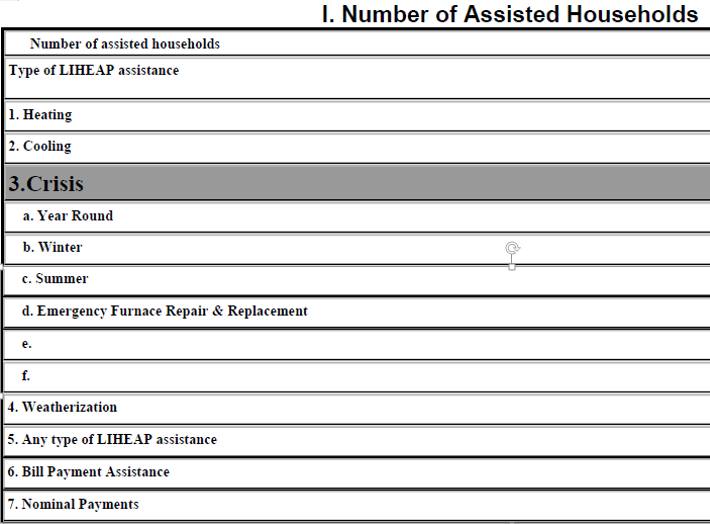 I. Number of Assisted Households
Number of assisted households
Type of LIHEAP assistance
1. Heating
2. Cooling
3.Crisis
a. Year Round
b. Winter
c. Summer
d. Emergency Furnace Repair & Replacement
e.
f.
4. Weatherization
5. Any type of LIHEAP assistance
6. Bill Payment Assistance
7. Nominal Payments